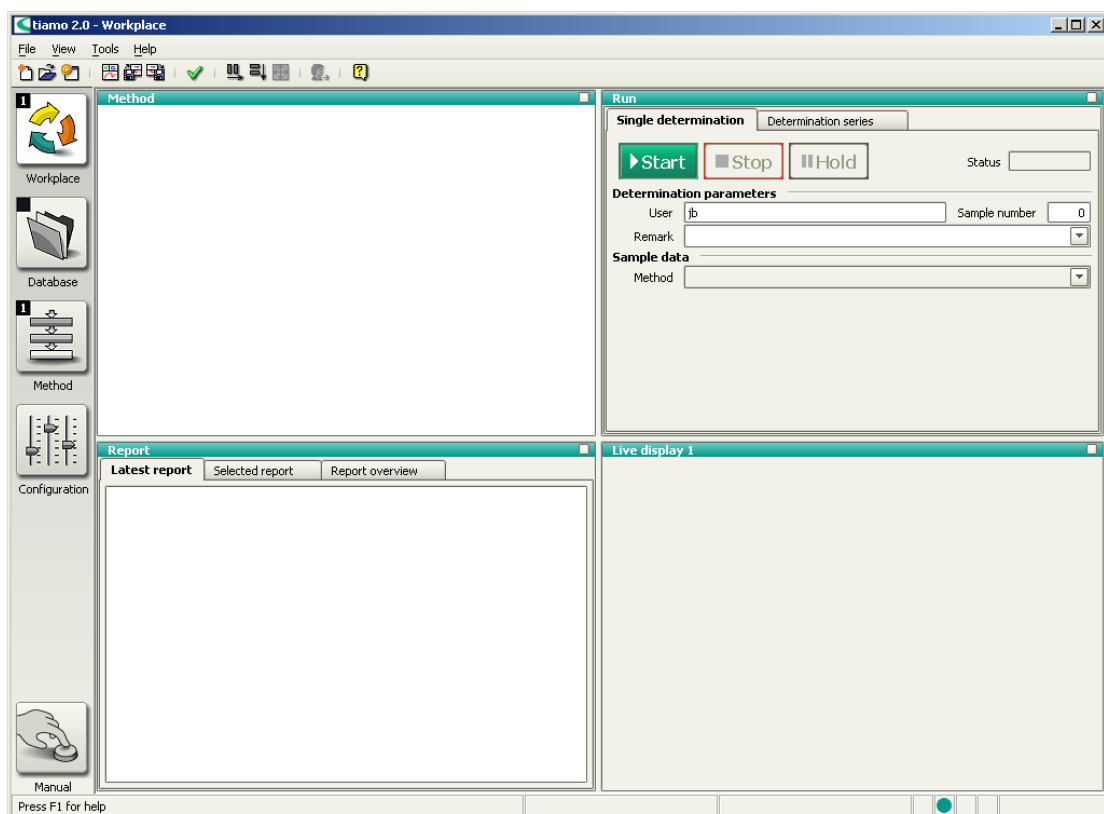 tiamo 2.0 - Workplace
File View Tools Help
1
Workplace
Database
1
Method
Configuration
Manual
Method
Run
Single determination Determination series
Start Stop Hold Status
Determination parameters
User jb Sample number 0
Remark
Sample data
Method
Report
Latest report Selected report Report overview
Live display 1
Press F1 for help